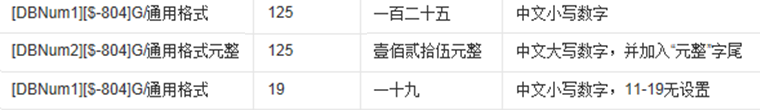 [DBNum1][$-804]G/通用格式 125 一百二十五 中文小写数字
[DBNum2][$-804]G/通用格式元整 125 壹佰贰拾伍元整 中文大写数字，并加入“元整”字尾
[DBNum1][$-804]G/通用格式 19 一十九 中文小写数字，11-19无设置